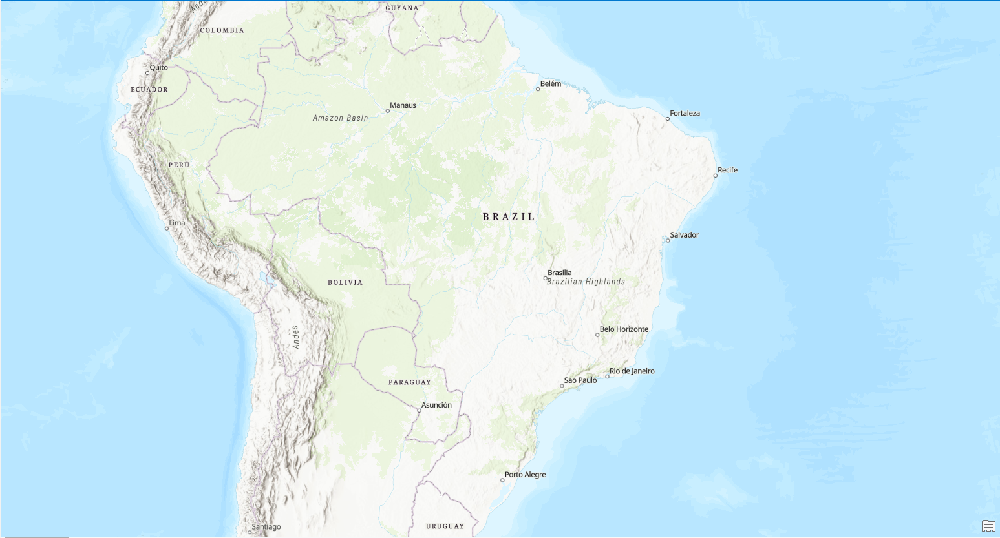 GUYANA
COLOMBIA
Quito
ECUADOR
Belém
Manaus
Amazon Basin
Fortaleza
PERÚ
Recife
BRAZIL
Lima
Salvador
Brasilia
Brazilian Highlands
BOLIVIA
Andes
Belo Horizonte
Rio de Janeiro
Sao Paulo
PARAGUAY
Asunción
Porto Alegre
Santiago
URUGUAY